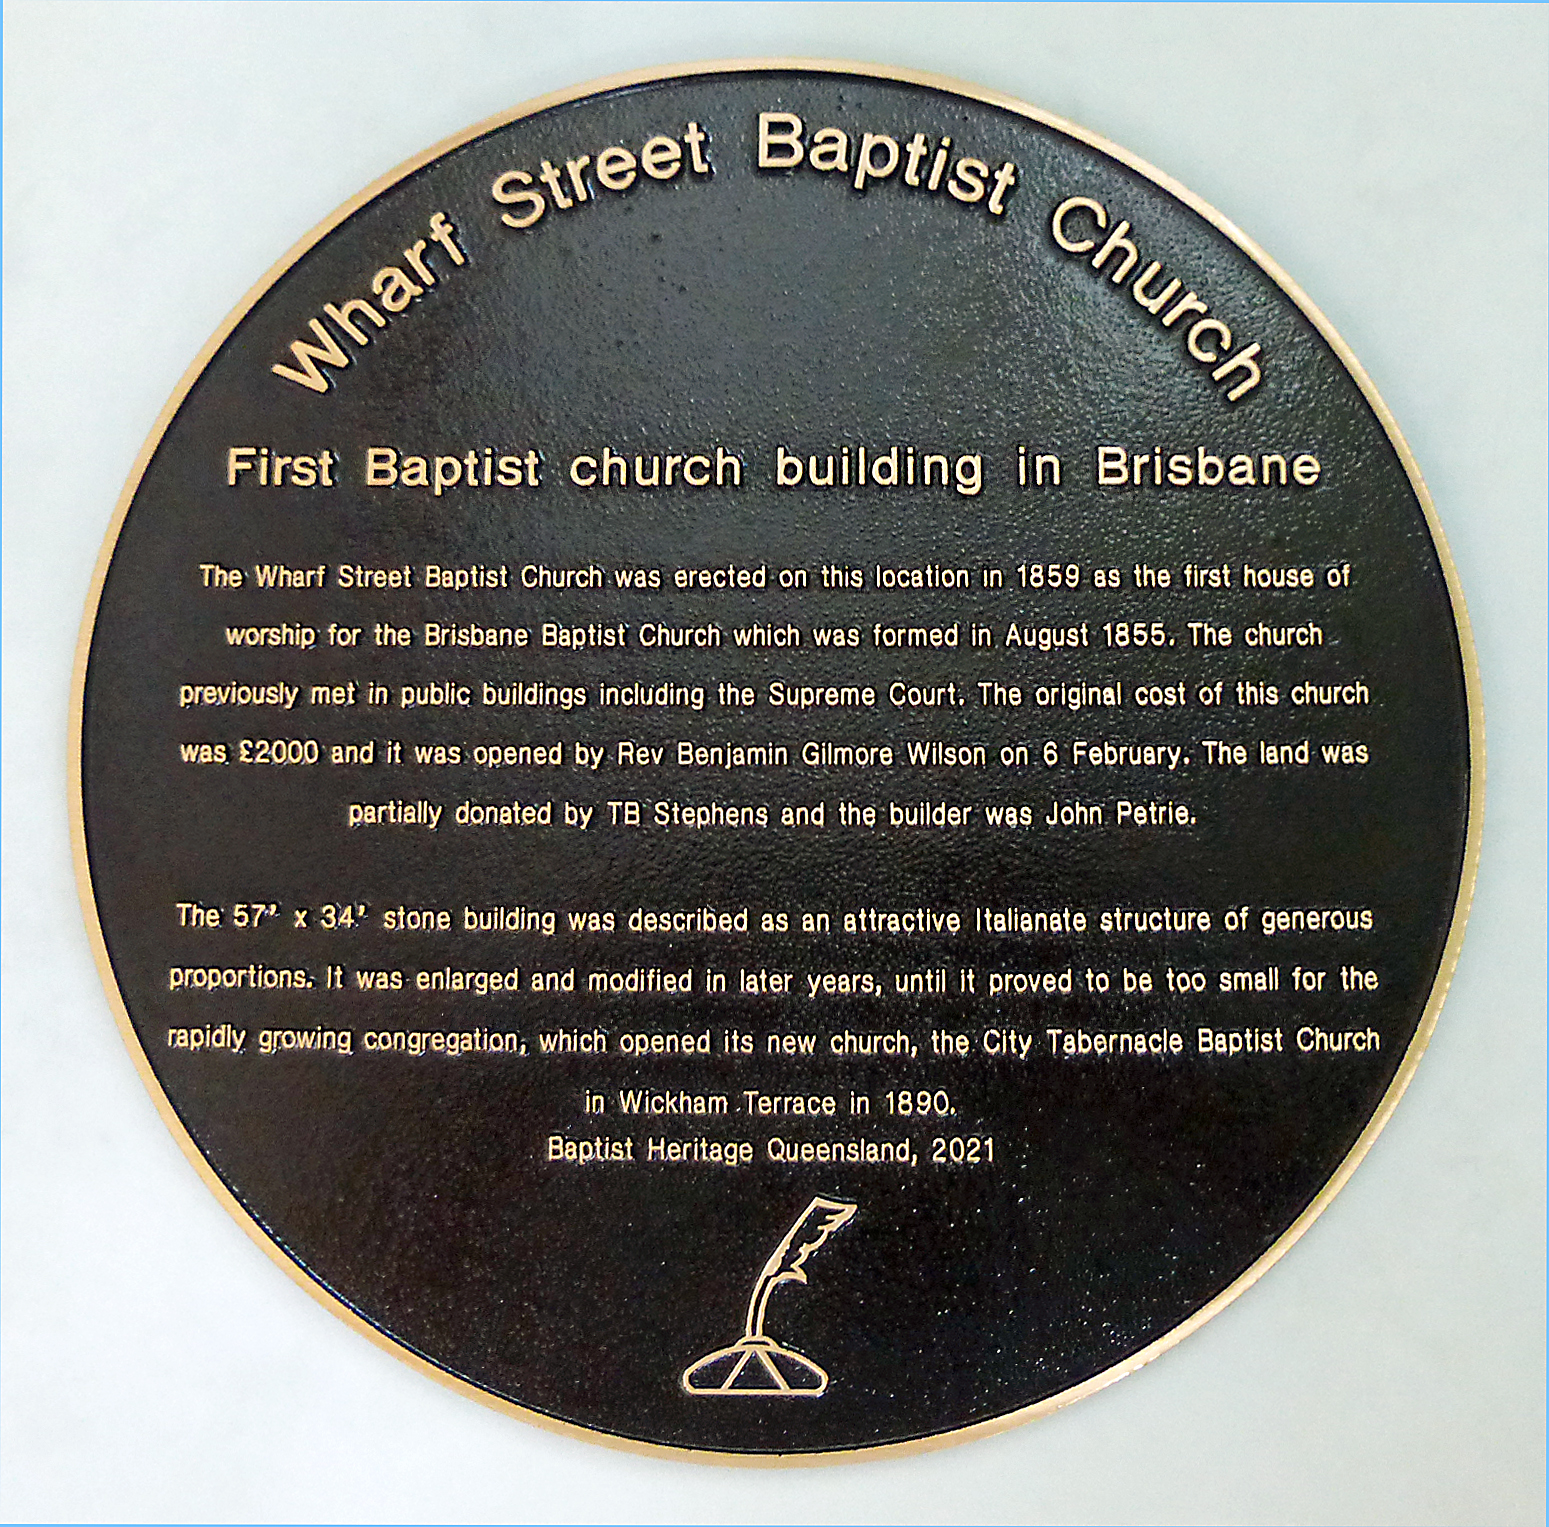 Wharf Street Baptist Church
First Baptist church building in Brisbane
The Wharf Street Baptist Church was erected on this location in 1859 as the first house of
worship for the Brisbane Baptist Church which was formed in August 1855. The church
previously met in public buildings including the Supreme Court. The original cost of this church
was £2000 and it was opened by Rev Benjamin Gilmore Wilson on 6 February. The land was
partially donated by TB Stephens and the builder was John Petrie.
The 57' x 34' stone building was described as an attractive Italianate structure of generous
proportions. It was enlarged and modified in later years, until it proved to be too small for the
rapidly growing congregation, which opened its new church, the City Tabernacle Baptist Church
in Wickham Terrace in 1890.
Baptist Heritage Queensland, 2021